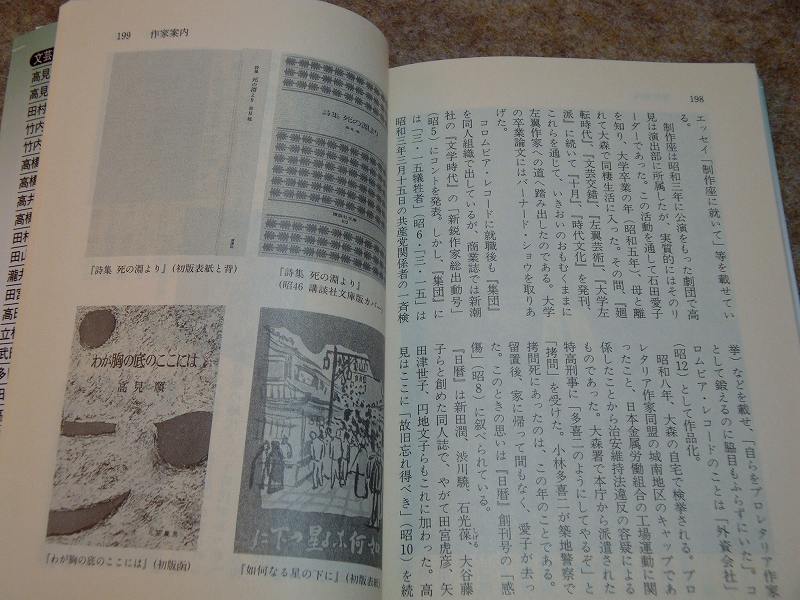 198
エッセイ「制作座に就いて」等を載せてい
る。
制作座は昭和三年に公演をもった劇団で高
見は演出部に所属したが、実質的にはそのリ
ーダーであった。この活動を通して石田愛子
を知り、大学卒業の年（昭和五年）、母と離
れて大森で同棲生活に入った。その間、『廻
転時代』、『文芸交錯』、『左翼芸術』、『大学左
派』に続いて『十月』、『時代文化』を発刊
これらを通して、いきおいのおもむくままに
左翼作家への道へ踏み出したのである。大学
の卒業論文にはバーナード・ショウを取りあ
げた。
コロムビア・レコードに就職後も『集団』
を同人組織で出しているが、商業誌では新潮
社の『文学時代』の「新鋭作家総出動号」
（昭５）にコントを発表。しかし、『集団』に
は「三・一五犠牲者」（昭６・「三・一五」は
昭和三年三月十五日の共産党関係者の一斉検
挙）などを載せ、「自らをプロレタリア作家
として鍛えるのに脇目もふらずにいた」。コ
ロムビア・レコードのことは「外資会社」
（昭12）として作品化。
昭和八年、大森の自宅で検挙される。プロ
レタリア作家同盟の城南地区のキャップであ
ったこと、日本金属労働組合の工場運動に関
係したことから治安維持法違反の容疑による
ものであった。大森署で本庁から派遣された
特高刑事に「多喜二のようにしてやるぞ」と
「拷問」を受けた。小林多喜二が築地警察で
拷問死にあったのは、この年のことである。
留置後、家に帰って間もなく、愛子が去っ
た。このときの思いは『日暦』創刊号の「感
傷」（昭８）に叙べられている。
『日暦』は新田潤、渋川驍、石光葆、大谷藤
子らと創めた同人誌で、やがて田宮虎彦、矢
田津世子、円地文子らもこれに加わった。高
見はここに「故旧忘れ得べき」（昭10）を続
199　作家案内
詩集 死の淵より
詩集 死の淵より
『詩集 死の淵より』（昭46 講談社文庫版カバー）
『詩集 死の淵より』（初版表紙と背）
如何なる星の下に
『如何なる星の下に』（初版表紙）
わが胸の底のここには
高見順
『わが胸の底のここには』（初版函）
文芸
高見
高見
田村
竹内
竹内
高橋
高橋
高橋
高井
高橋